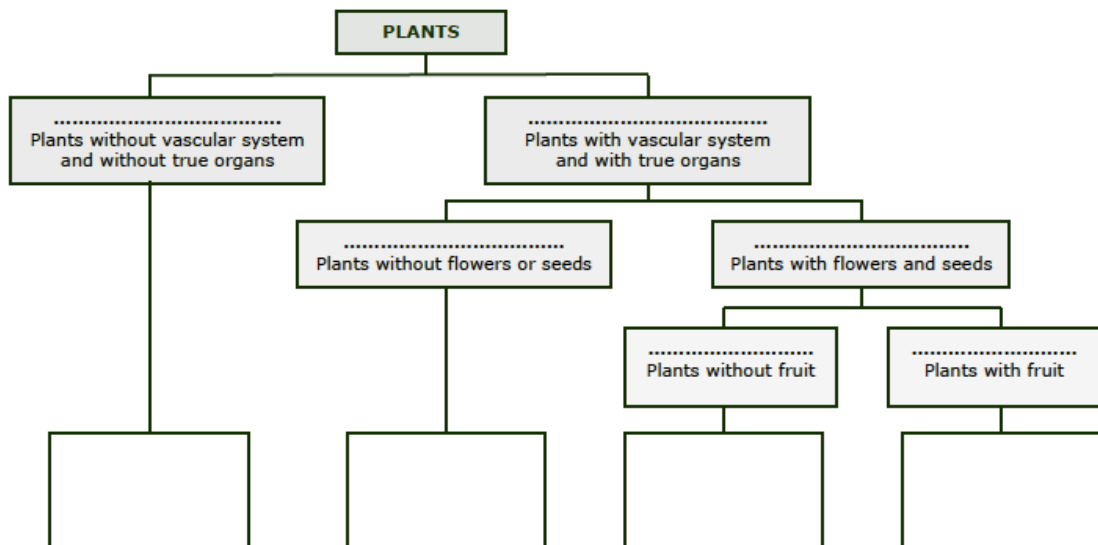 PLANTS
……………………………….
Plants without vascular system
and without true organs
…………………………………
Plants with vascular system
and with true organs
………………………………
Plants without flowers or seeds
……………………………..
Plants with flowers and seeds
………………………
Plants without fruit
………………………
Plants with fruit